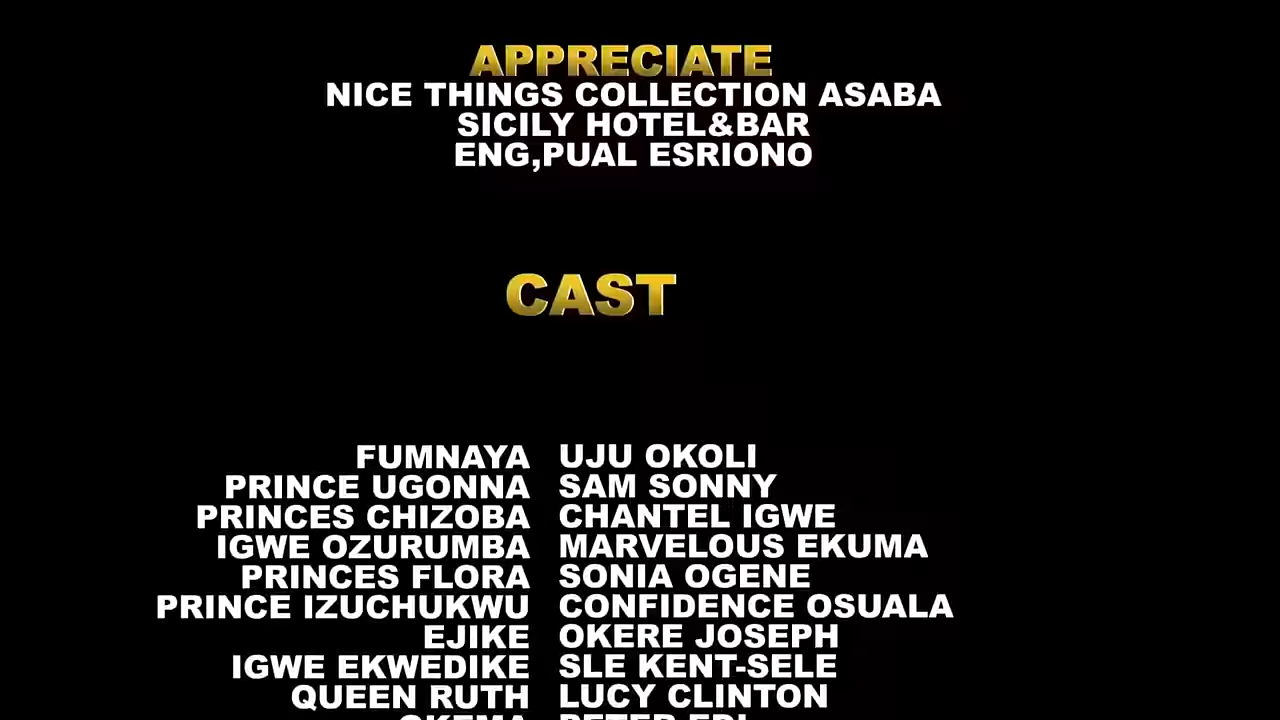 APPRECIATE
NICE THINGS COLLECTION ASABA
SICILY HOTEL&BAR
ENG,PUAL ESRIONO
CAST
FUMNAYA UJU OKOLI
PRINCE UGONNA SAM SONNY
PRINCES CHIZOBA CHANTEL IGWE
IGWE OZURUMBA MARVELOUS EKUMA
PRINCES FLORA SONIA OGENE
PRINCE IZUCHUKWU CONFIDENCE OSUALA
EJIKE OKERE JOSEPH
IGWE EKWEDIKE SLE KENT-SELE
QUEEN RUTH LUCY CLINTON
PETER